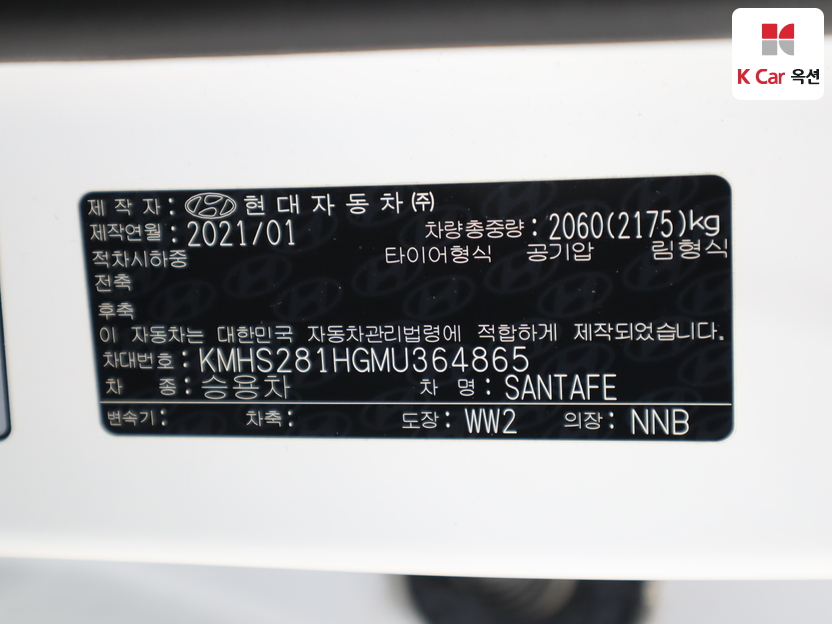 K Car 옥션
제 작 자 : 현대자동차㈜
제작연월 : 2021/01 차량총중량 : 2060(2175)kg
적차시하중 타이어형식 공기압 림형식
전축
후축
이 자동차는 대한민국 자동차관리법령에 적합하게 제작되었습니다.
차대번호 : KMHS281HGMU364865
차 종 : 승용차 차 명 : SANTAFE
변속기 : 차축 : 도장 : WW2 의장 : NNB